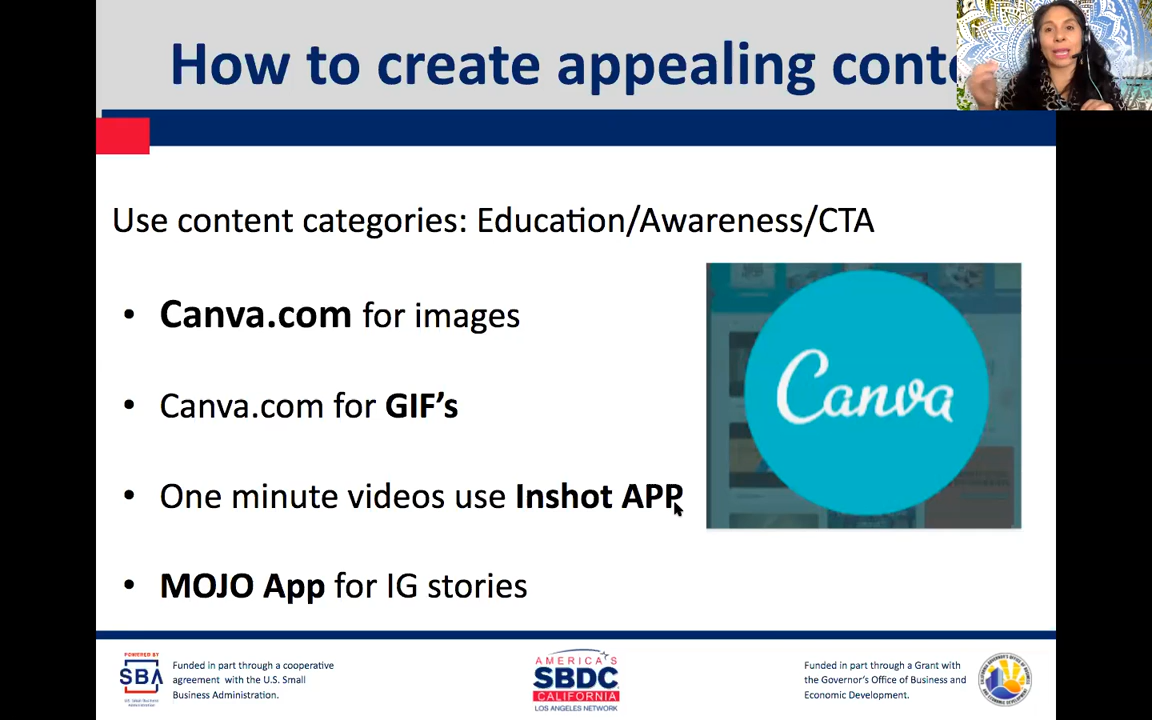 How to create appealing conte
Use content categories: Education/Awareness/CTA
• Canva.com for images
• Canva.com for GIF’s
• One minute videos use Inshot APP
• MOJO App for IG stories
Canva
POWERED BY
SBA
Funded in part through a cooperative
agreement with the U.S. Small
Business Administration.
AMERICA'S
SBDC
CALIFORNIA
LOS ANGELES NETWORK
Funded in part through a Grant with
the Governor’s Office of Business and
Economic Development.